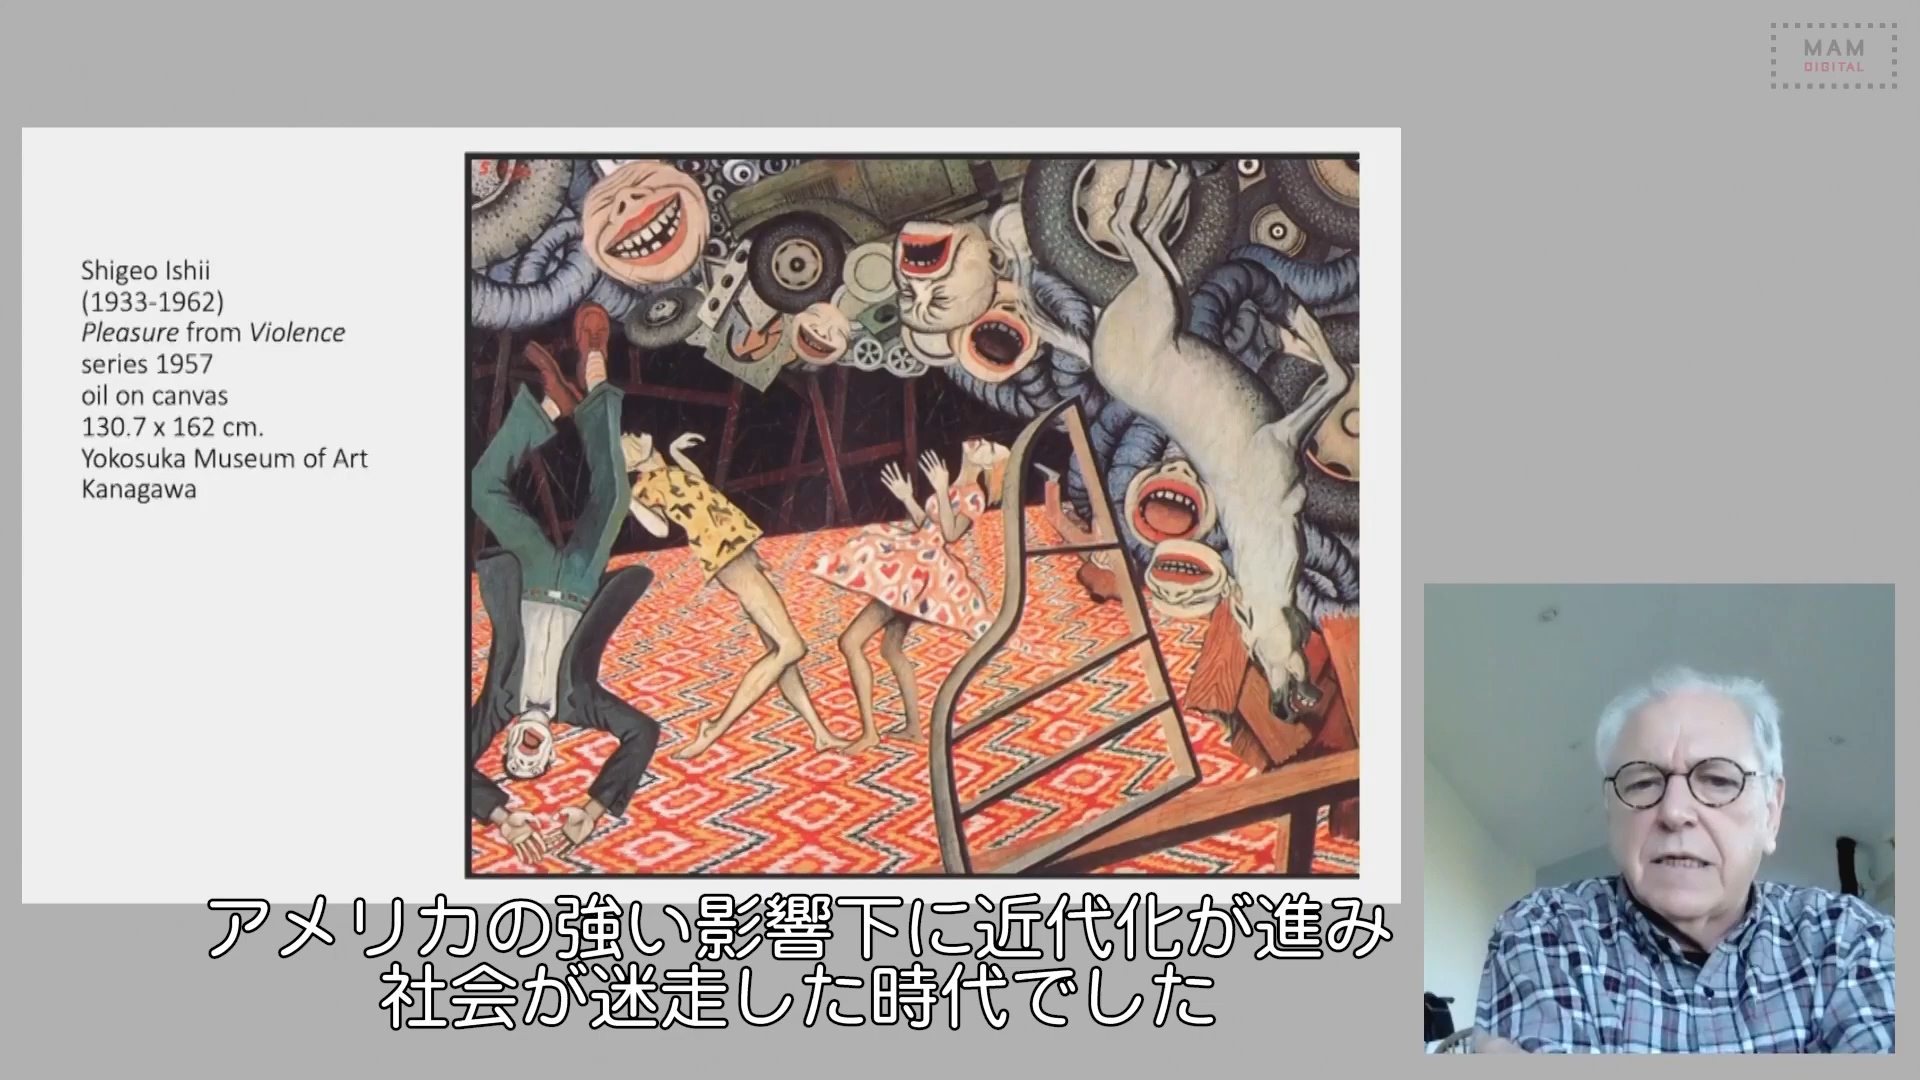 MAM
DIGITAL
Shigeo Ishii
(1933-1962)
Pleasure from Violence
series 1957
oil on canvas
130.7 x 162 cm.
Yokosuka Museum of Art
Kanagawa
アメリカの強い影響下に近代化が進み
社会が迷走した時代でした